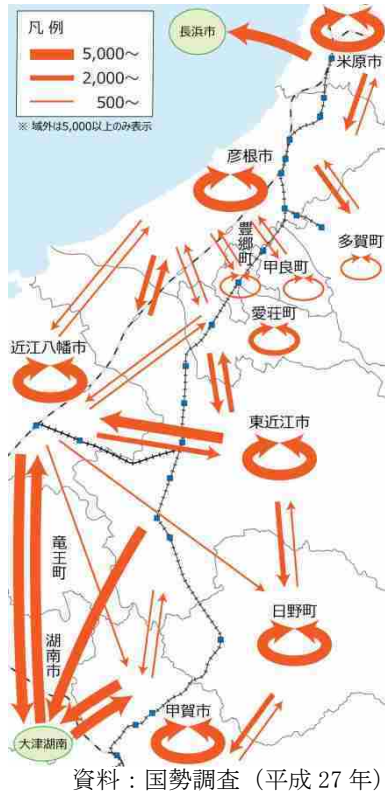 凡 例
5,000～
2,000～
500～
※ 域外は5,000以上のみ表示
長浜市
米原市
彦根市
豊郷町
多賀町
甲良町
愛荘町
近江八幡市
東近江市
竜王町
日野町
湖南市
甲賀市
大津湖南
資料：国勢調査（平成 27 年）